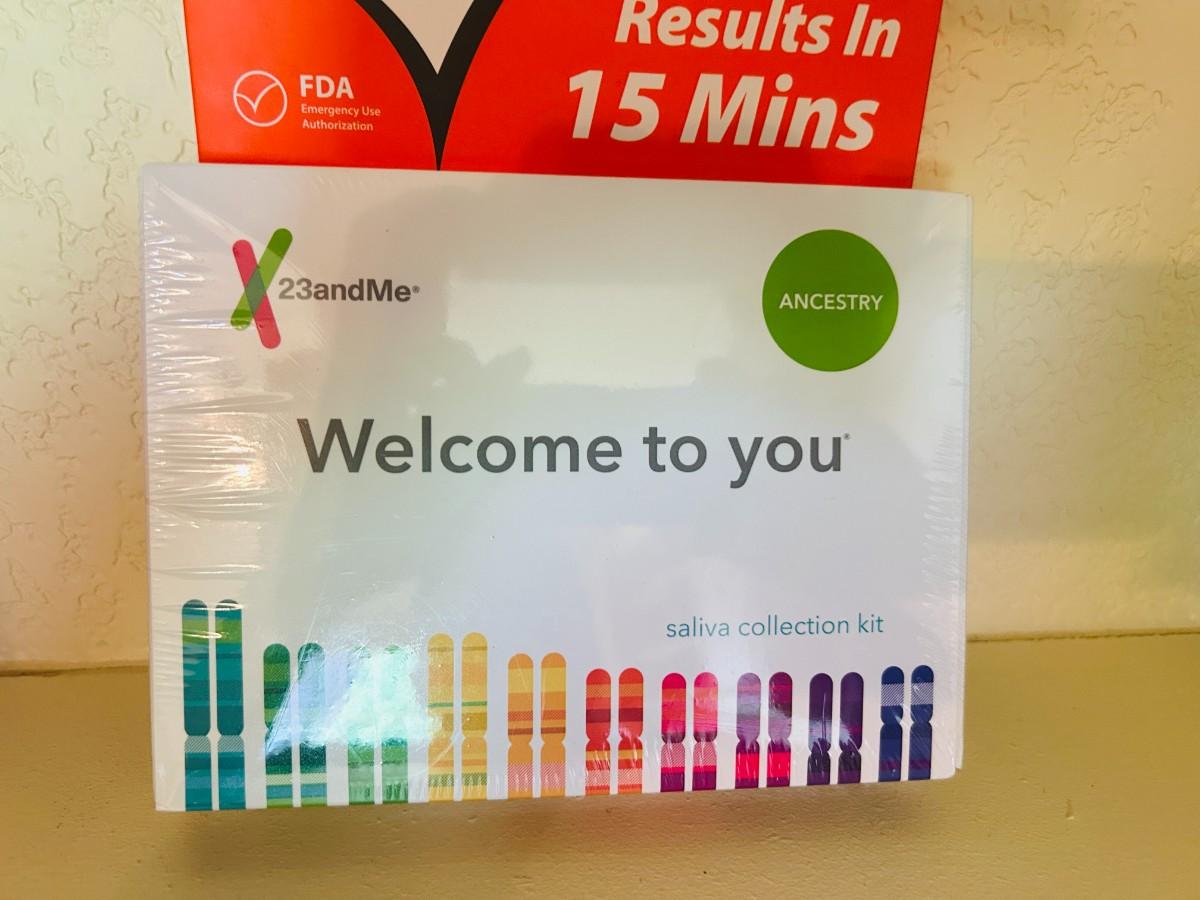 Results In
15 Mins
FDA
Emergency Use
Authorization
23andMe®
ANCESTRY
Welcome to you®
saliva collection kit